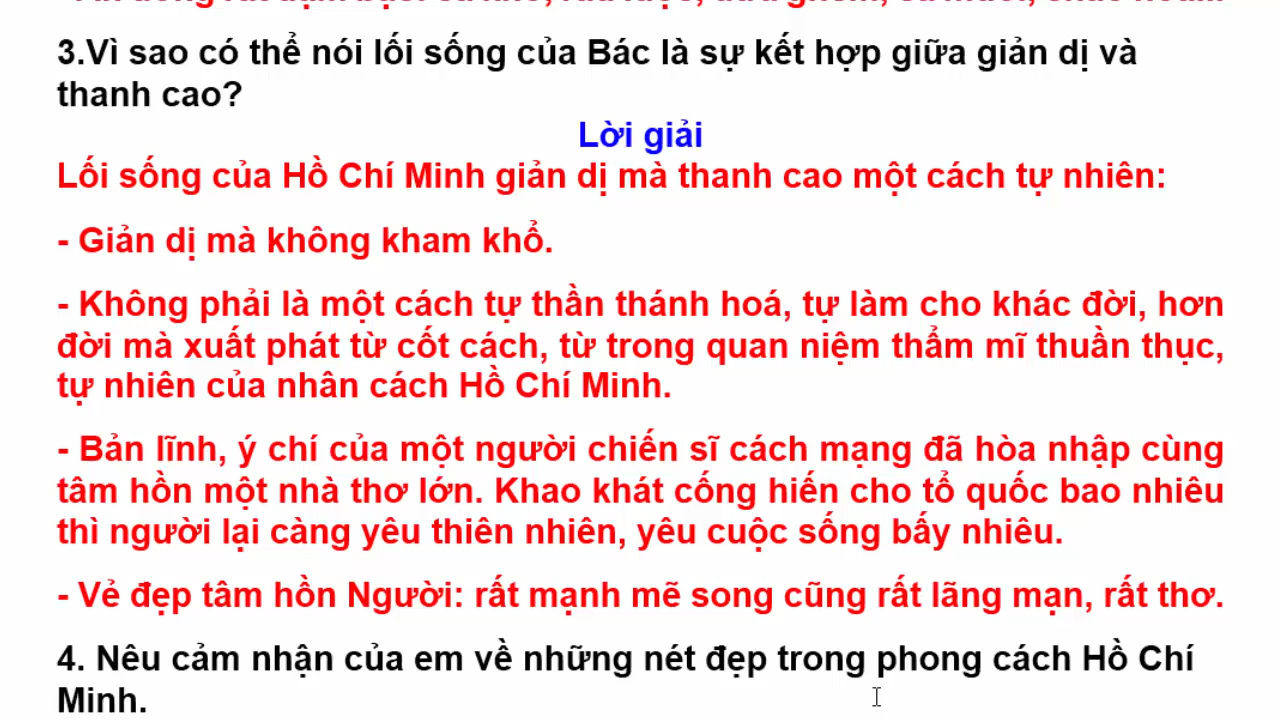 3.Vì sao có thể nói lối sống của Bác là sự kết hợp giữa giản dị và
thanh cao?
Lời giải
Lối sống của Hồ Chí Minh giản dị mà thanh cao một cách tự nhiên:
- Giản dị mà không kham khổ.
- Không phải là một cách tự thần thánh hoá, tự làm cho khác đời, hơn
đời mà xuất phát từ cốt cách, từ trong quan niệm thẩm mĩ thuần thục,
tự nhiên của nhân cách Hồ Chí Minh.
- Bản lĩnh, ý chí của một người chiến sĩ cách mạng đã hòa nhập cùng
tâm hồn một nhà thơ lớn. Khao khát cống hiến cho tổ quốc bao nhiêu
thì người lại càng yêu thiên nhiên, yêu cuộc sống bấy nhiêu.
- Vẻ đẹp tâm hồn Người: rất mạnh mẽ song cũng rất lãng mạn, rất thơ.
4. Nêu cảm nhận của em về những nét đẹp trong phong cách Hồ Chí
Minh.